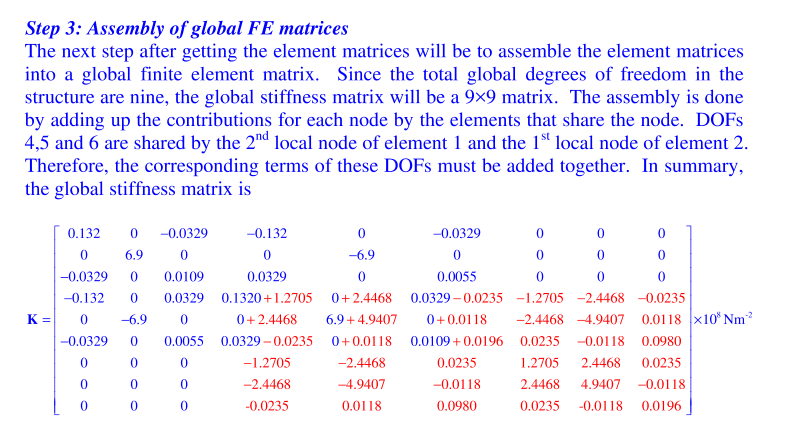 Step 3: Assembly of global FE matrices
The next step after getting the element matrices will be to assemble the element matrices
into a global finite element matrix. Since the total global degrees of freedom in the
structure are nine, the global stiffness matrix will be a 9×9 matrix. The assembly is done
by adding up the contributions for each node by the elements that share the node. DOFs
4,5 and 6 are shared by the 2nd local node of element 1 and the 1st local node of element 2.
Therefore, the corresponding terms of these DOFs must be added together. In summary,
the global stiffness matrix is
0.132 0 −0.0329 −0.132 0 −0.0329 0 0 0
0 6.9 0 0 −6.9 0 0 0 0
−0.0329 0 0.0109 0.0329 0 0.0055 0 0 0
−0.132 0 0.0329 0.1320+1.2705 0+2.4468 0.0329−0.0235 −1.2705 −2.4468 −0.0235
K = 0 −6.9 0 0+2.4468 6.9+4.9407 0+0.0118 −2.4468 −4.9407 0.0118 ×10⁸ Nm⁻²
−0.0329 0 0.0055 0.0329−0.0235 0+0.0118 0.0109+0.0196 0.0235 −0.0118 0.0980
0 0 0 −1.2705 −2.4468 0.0235 1.2705 2.4468 0.0235
0 0 0 −2.4468 −4.9407 −0.0118 2.4468 4.9407 −0.0118
0 0 0 -0.0235 0.0118 0.0980 0.0235 -0.0118 0.0196